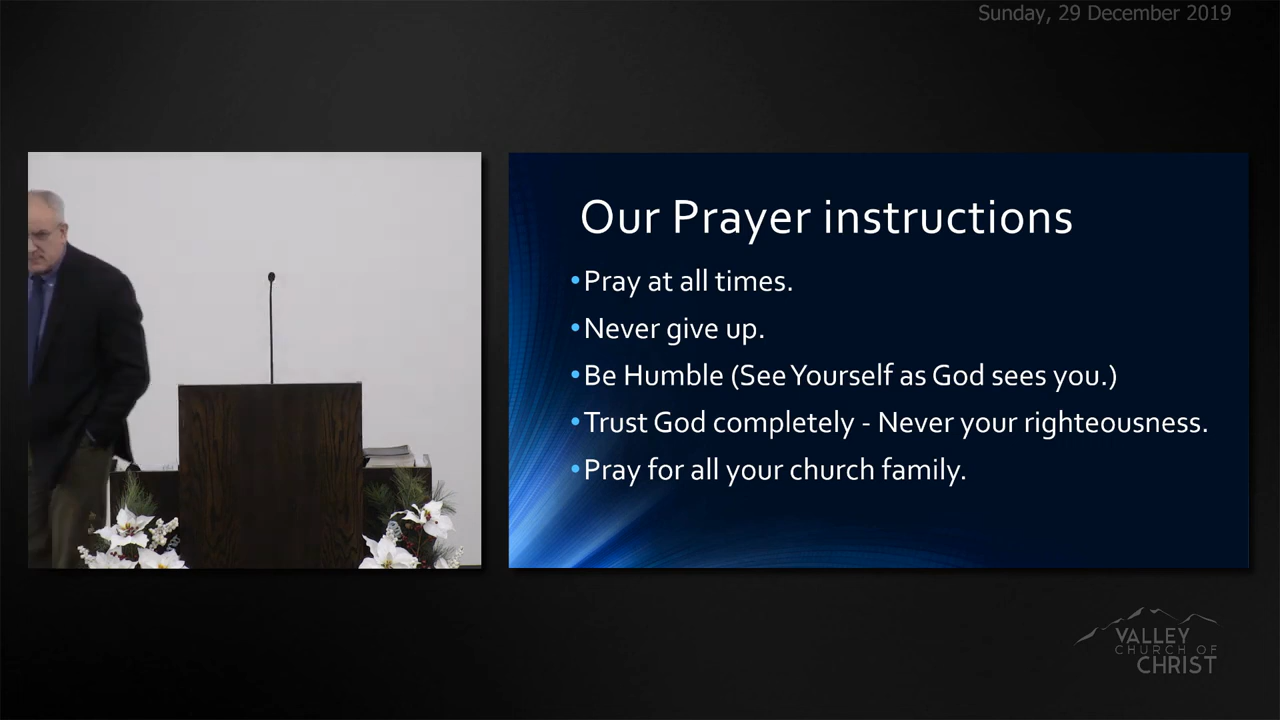 Sunday, 29 December 2019
Our Prayer instructions
•Pray at all times.
•Never give up.
•Be Humble (See Yourself as God sees you.)
•Trust God completely - Never your righteousness.
•Pray for all your church family.
VALLEY
CHURCH OF
CHRIST